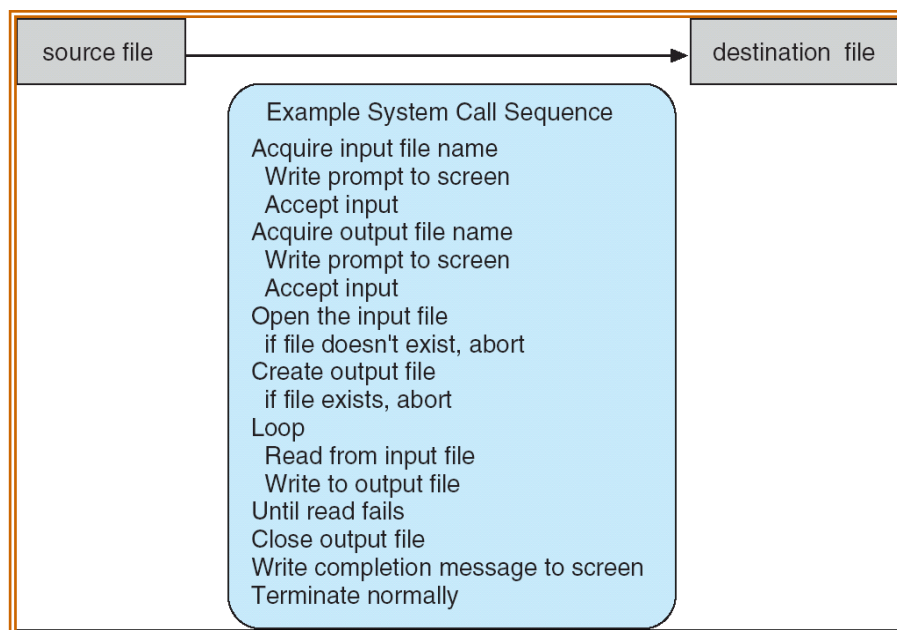 source file
destination file
Example System Call Sequence
Acquire input file name
Write prompt to screen
Accept input
Acquire output file name
Write prompt to screen
Accept input
Open the input file
if file doesn't exist, abort
Create output file
if file exists, abort
Loop
Read from input file
Write to output file
Until read fails
Close output file
Write completion message to screen
Terminate normally